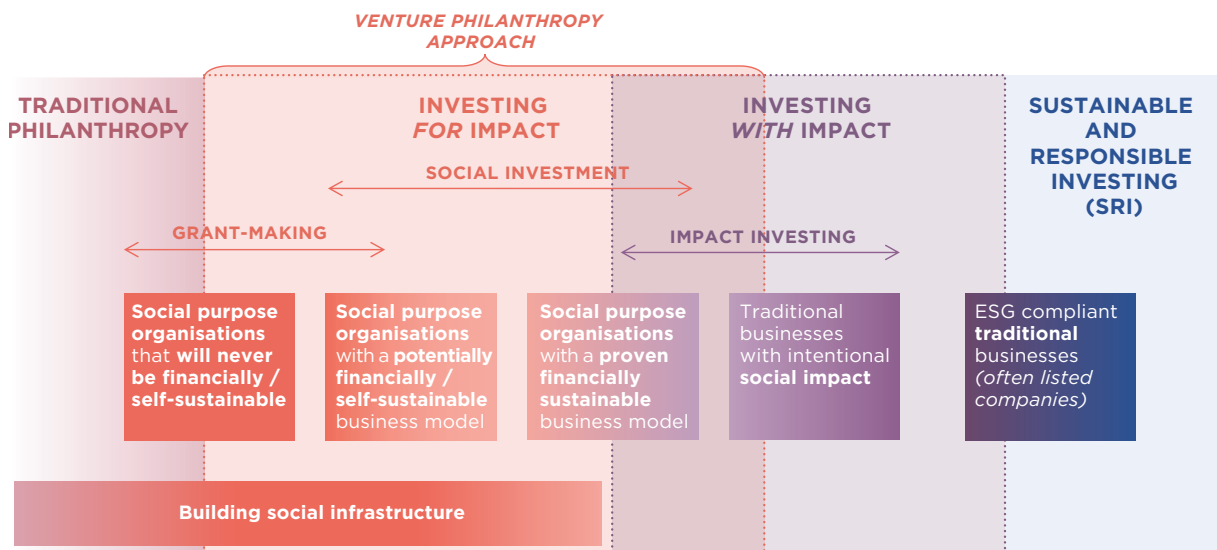 VENTURE PHILANTHROPY
APPROACH
TRADITIONAL
PHILANTHROPY
INVESTING
FOR IMPACT
INVESTING
WITH IMPACT
SUSTAINABLE
AND
RESPONSIBLE
INVESTING
(SRI)
SOCIAL INVESTMENT
GRANT-MAKING
IMPACT INVESTING
Social purpose
organisations
that will never
be financially /
self-sustainable
Social purpose
organisations
with a potentially
financially /
self-sustainable
business model
Social purpose
organisations
with a proven
financially
sustainable
business model
Traditional
businesses
with intentional
social impact
ESG compliant
traditional
businesses
(often listed
companies)
Building social infrastructure